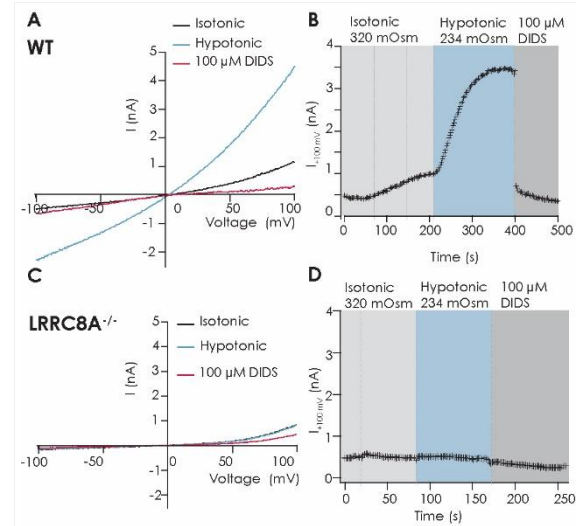 A
WT
Isotonic
Hypotonic
100 µM DIDS
I (nA)
5
4
3
2
1
-1
-2
-100
-50
0
50
100
Voltage (mV)
B
Isotonic
320 mOsm
Hypotonic
234 mOsm
100 µM
DIDS
I+100 mV (nA)
4
3
2
1
0
0
100
200
300
400
500
Time (s)
C
LRRC8A-/-
Isotonic
Hypotonic
100 µM DIDS
I (nA)
5
4
3
2
1
-1
-2
-100
-50
0
50
100
Voltage (mV)
D
Isotonic
320 mOsm
Hypotonic
234 mOsm
100 µM
DIDS
I+100 mV (nA)
4
3
2
1
0
0
50
100
150
200
250
Time (s)